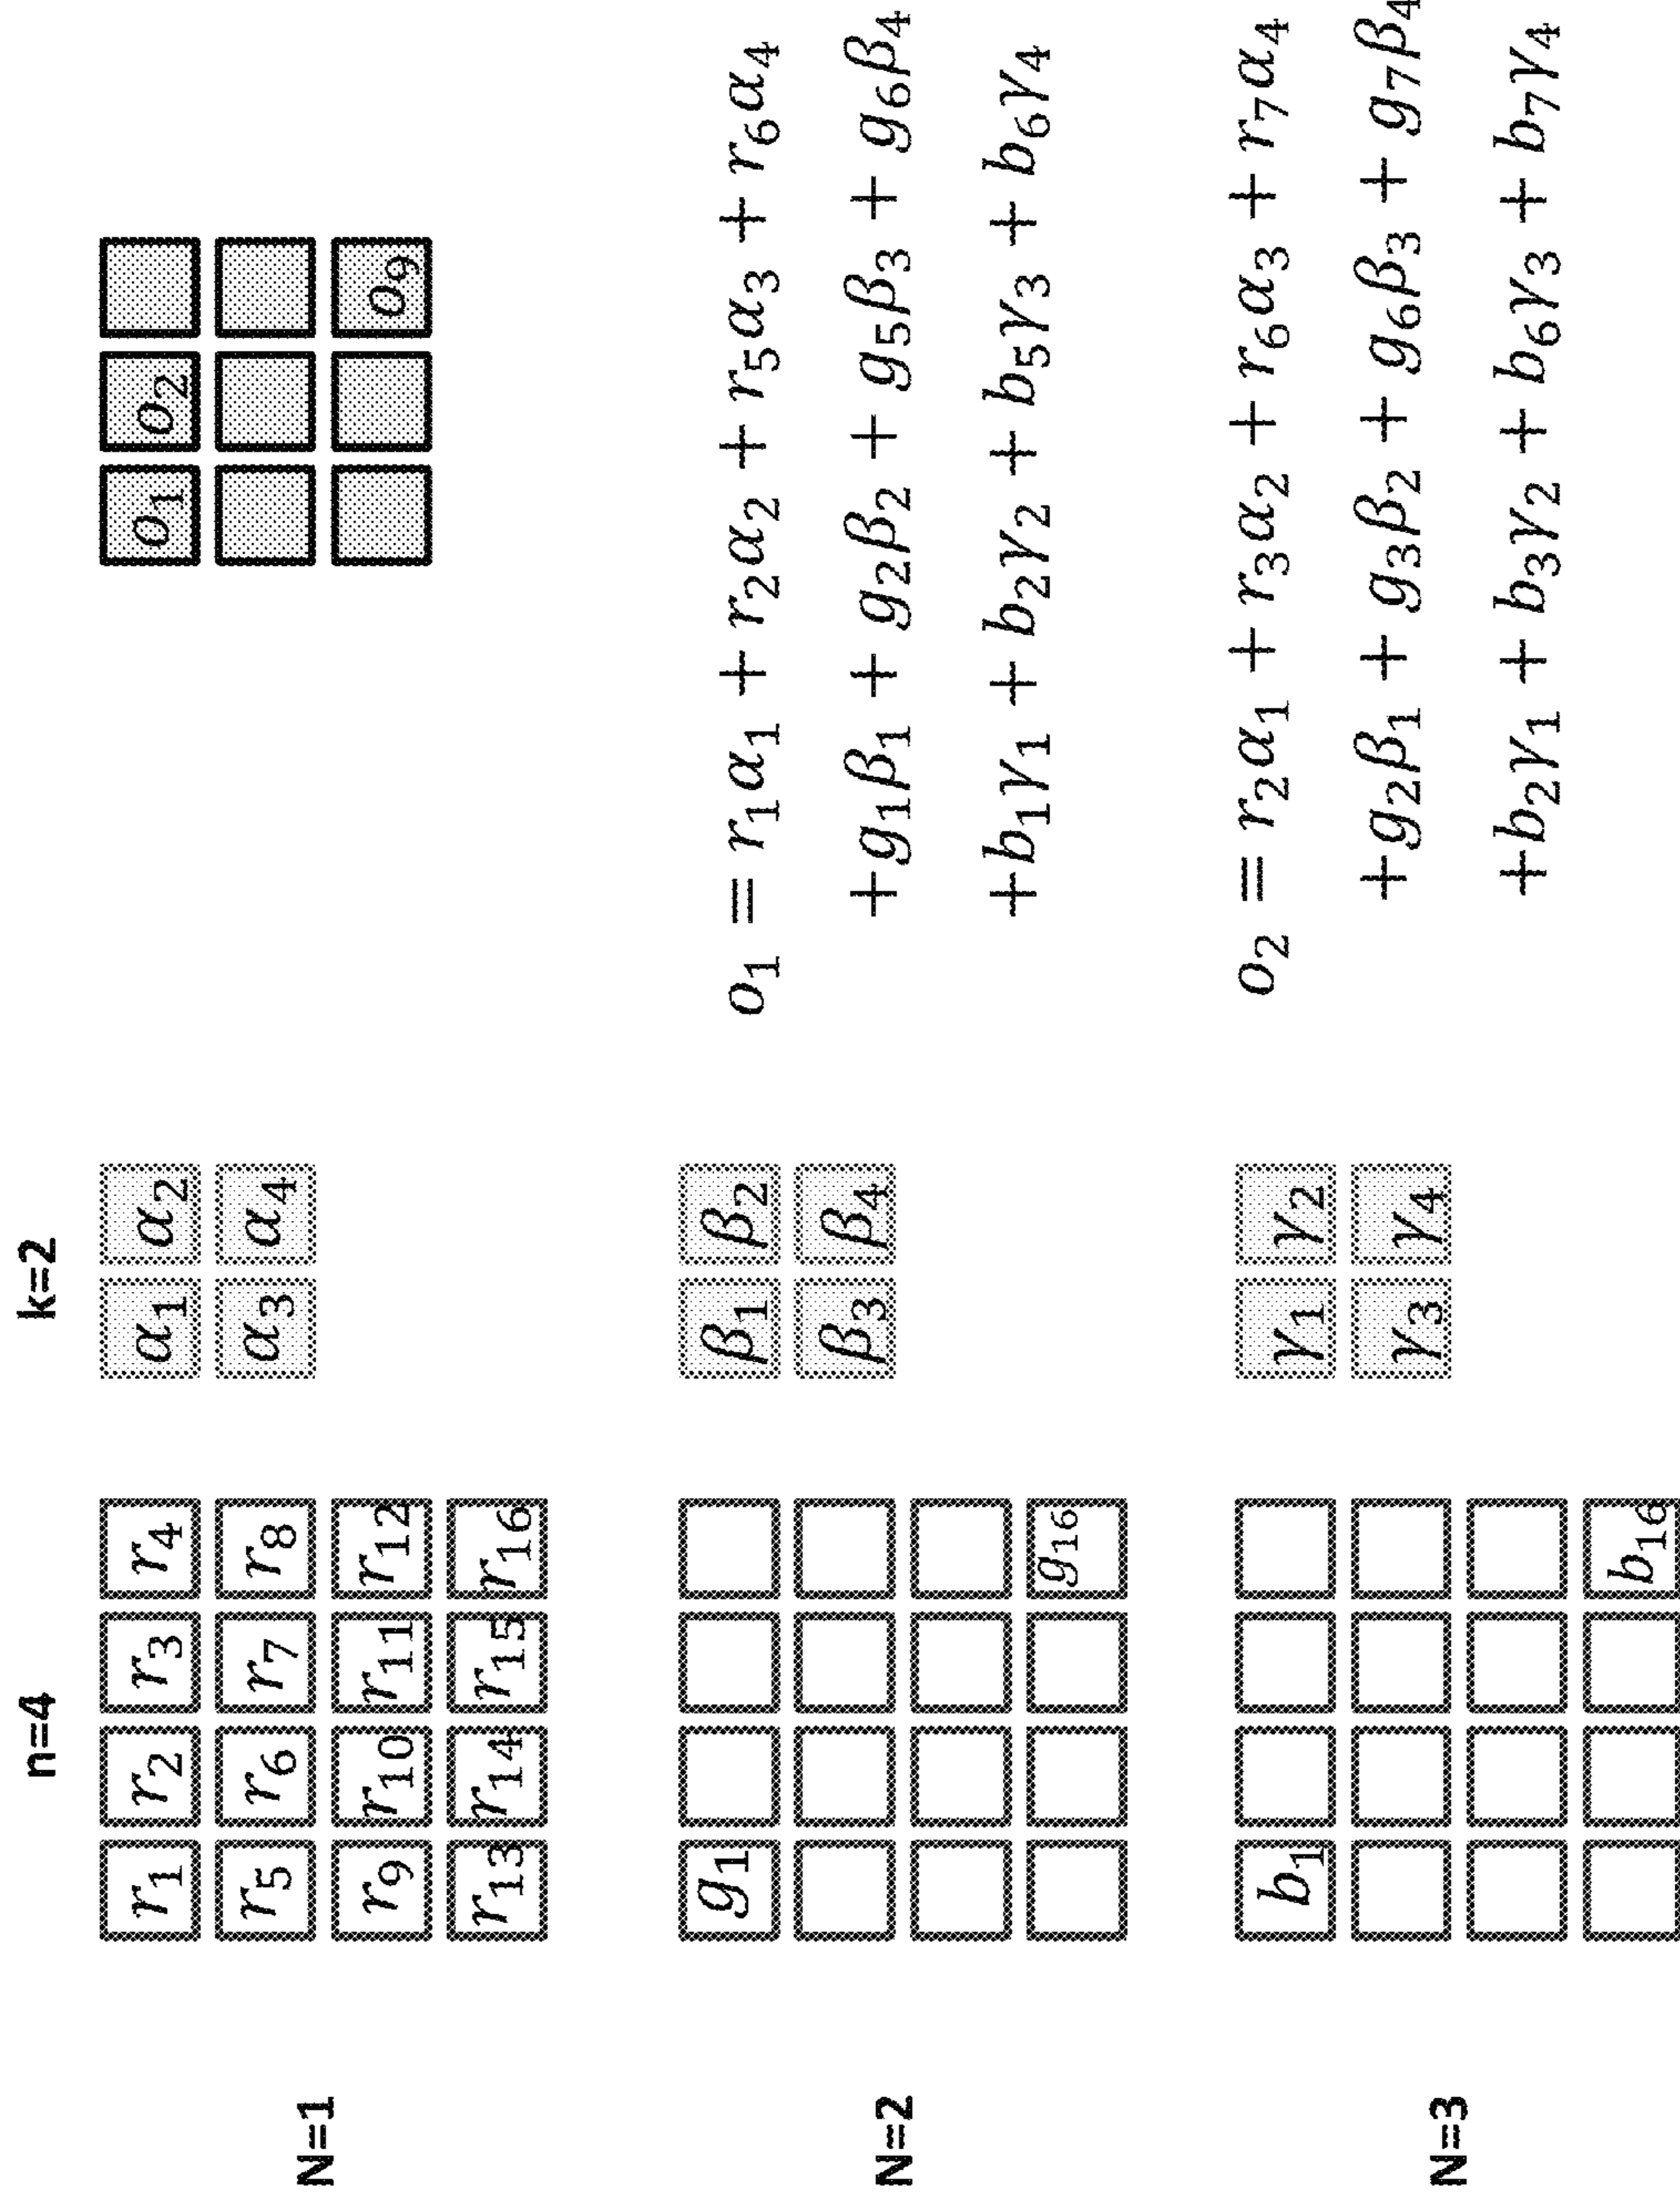 n=4 k=2
N=1
r₁ r₂ r₃ r₄
r₅ r₆ r₇ r₈
r₉ r₁₀ r₁₁ r₁₂
r₁₃ r₁₄ r₁₅ r₁₆
α₁ α₂
α₃ α₄
o₁ o₂
o₉
N=2
g₁
g₁₆
β₁ β₂
β₃ β₄
N=3
b₁
b₁₆
γ₁ γ₂
γ₃ γ₄
o₁ = r₁α₁ + r₂α₂ + r₅α₃ + r₆α₄
+g₁β₁ + g₂β₂ + g₅β₃ + g₆β₄
+b₁γ₁ + b₂γ₂ + b₅γ₃ + b₆γ₄
o₂ = r₂α₁ + r₃α₂ + r₆α₃ + r₇α₄
+g₂β₁ + g₃β₂ + g₆β₃ + g₇β₄
+b₂γ₁ + b₃γ₂ + b₆γ₃ + b₇γ₄